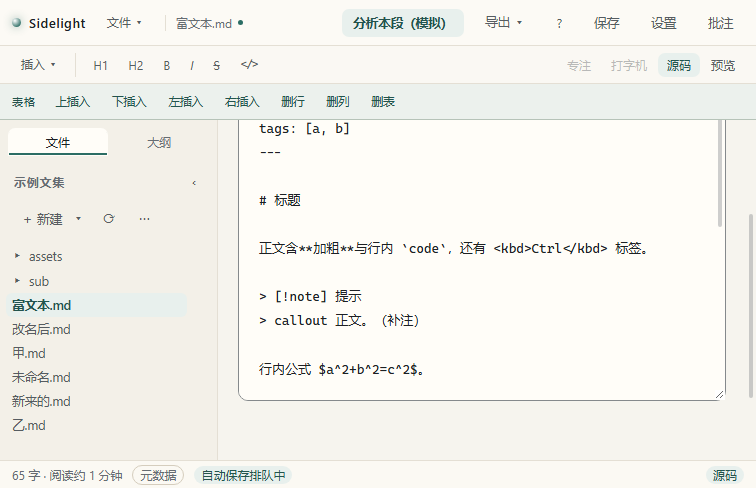 Sidelight 文件 富文本.md 分析本段（模拟） 导出 ? 保存 设置 批注
插入 H1 H2 B I S </> 专注 打字机 源码 预览
表格 上插入 下插入 左插入 右插入 删行 删列 删表
文件 大纲
示例文集
+ 新建 ...
assets
sub
富文本.md
改名后.md
甲.md
未命名.md
新来的.md
乙.md
tags: [a, b]
---
# 标题
正文含**加粗**与行内 `code`，还有 <kbd>Ctrl</kbd> 标签。
> [!note] 提示
> callout 正文。（补注）
行内公式 $a^2+b^2=c^2$。
65 字 · 阅读约 1 分钟 元数据 自动保存排队中 源码